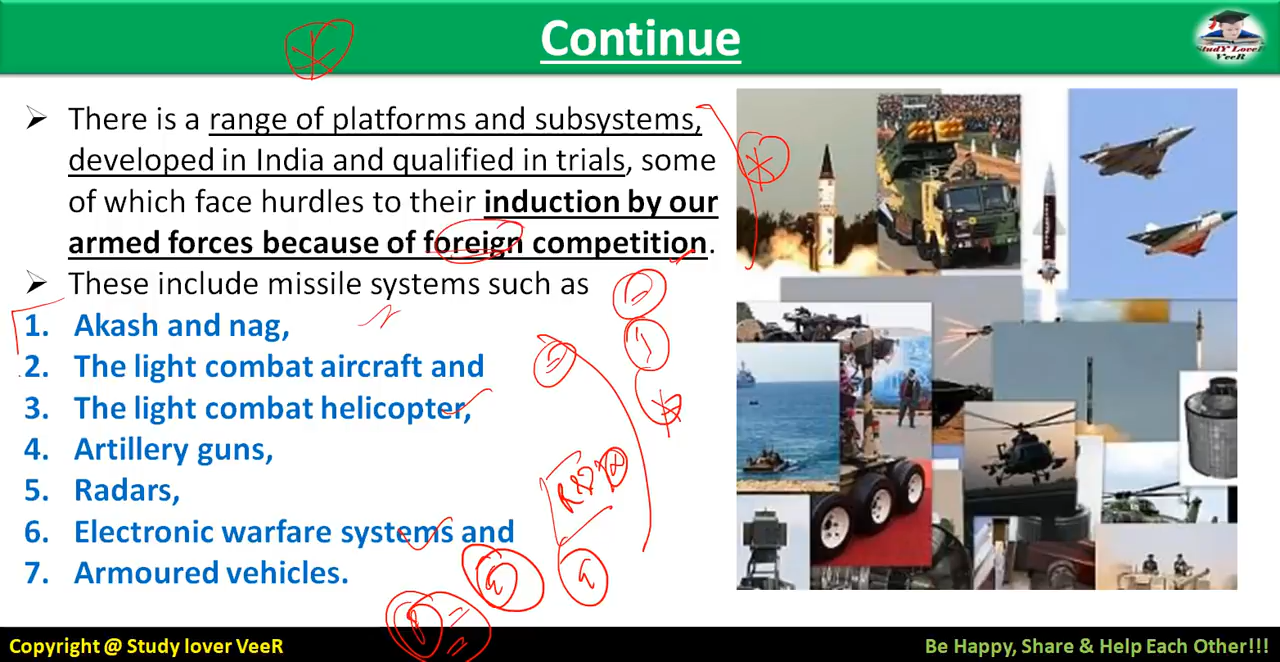 Continue
StudY LoveR
VeeR
There is a range of platforms and subsystems,
developed in India and qualified in trials, some
of which face hurdles to their induction by our
armed forces because of foreign competition.
These include missile systems such as
1. Akash and nag,
2. The light combat aircraft and
3. The light combat helicopter,
4. Artillery guns,
5. Radars,
6. Electronic warfare systems and
7. Armoured vehicles.
R&D
Copyright @ Study lover VeeR
Be Happy, Share & Help Each Other!!!